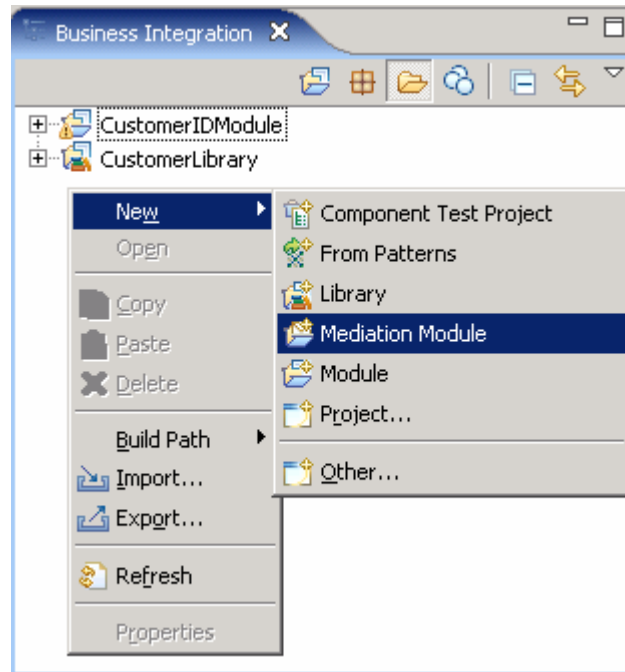 Business Integration
CustomerIDModule
CustomerLibrary
New
Open
Copy
Paste
Delete
Build Path
Import...
Export...
Refresh
Properties
Component Test Project
From Patterns
Library
Mediation Module
Module
Project...
Other...